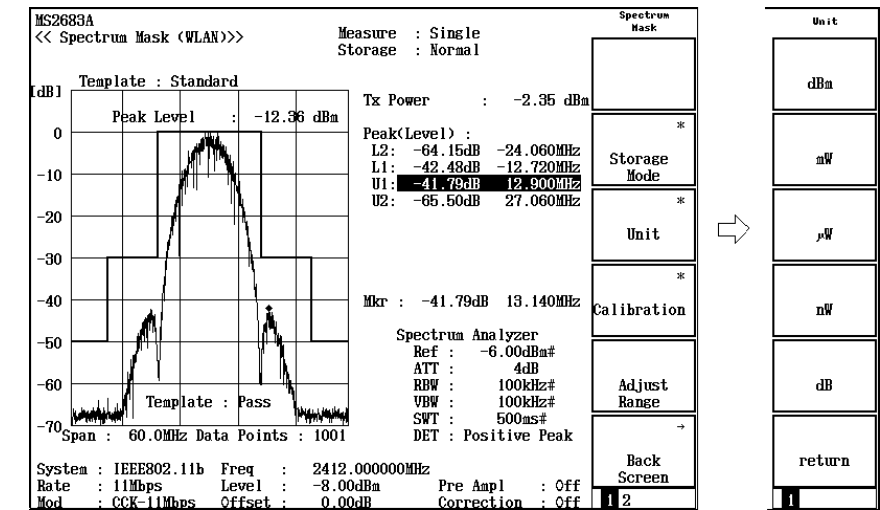 MS2683A
<< Spectrum Mask (WLAN)>>>
Measure : Single
Storage : Normal
Template : Standard
[dB]
Peak Level : -12.36 dBm
0
-10
-20
-30
-40
-50
-60
-70
Template : Pass
Span : 60.0MHz Data Points : 1001
Tx Power : -2.35 dBm
Peak(Level) :
L2: -64.15dB -24.060MHz
L1: -42.48dB -12.720MHz
U1: -41.79dB 12.900MHz
U2: -65.50dB 27.060MHz
Mkr : -41.79dB 13.140MHz
Spectrum Analyzer
Ref : -6.00dBm#
ATT : 4dB
RBW : 100kHz#
VBW : 100kHz#
SWT : 500ms#
DET : Positive Peak
System : IEEE802.11b Freq : 2412.000000MHz
Rate : 11Mbps Level : -8.00dBm Pre Ampl : Off
Mod : CCK-11Mbps Offset : 0.00dB Correction : Off
Spectrum
Mask
*
Storage
Mode
*
Unit
*
Calibration
Adjust
Range
→
Back
Screen
1 2
Unit
dBm
mW
μW
nW
dB
return
1